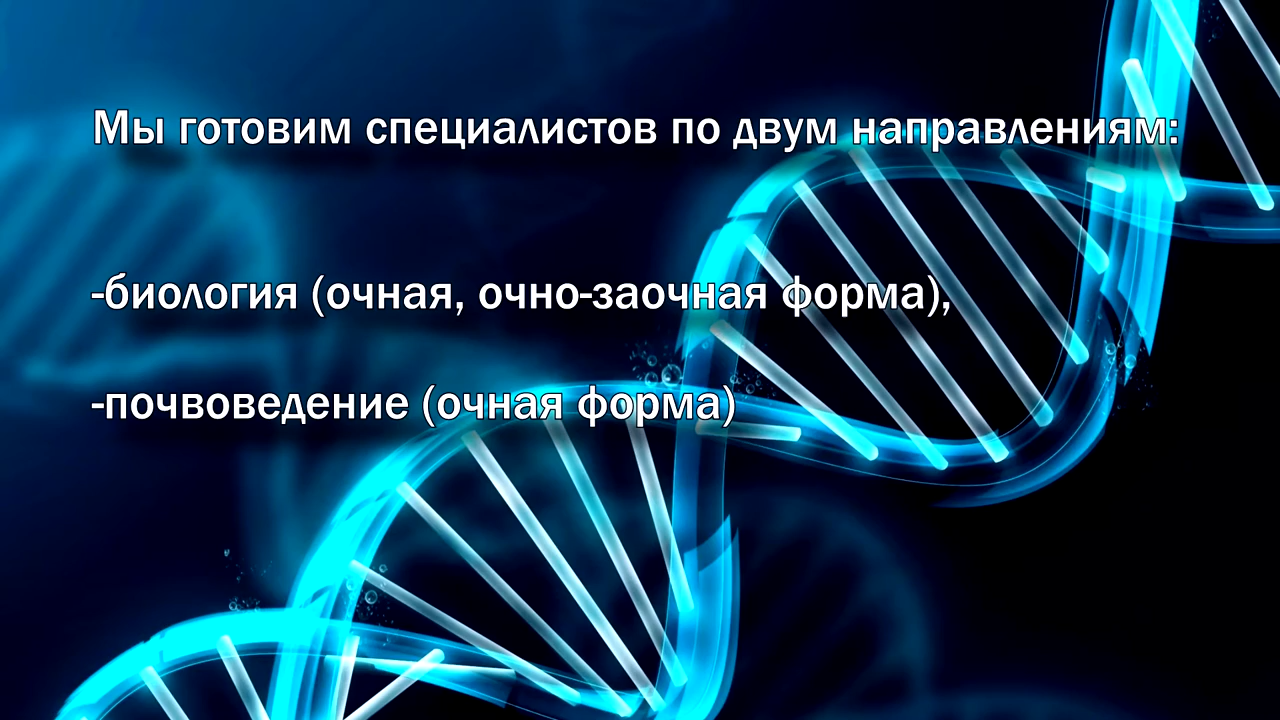 Мы готовим специалистов по двум направлениям:
-биология (очная, очно-заочная форма),
-почвоведение (очная форма)